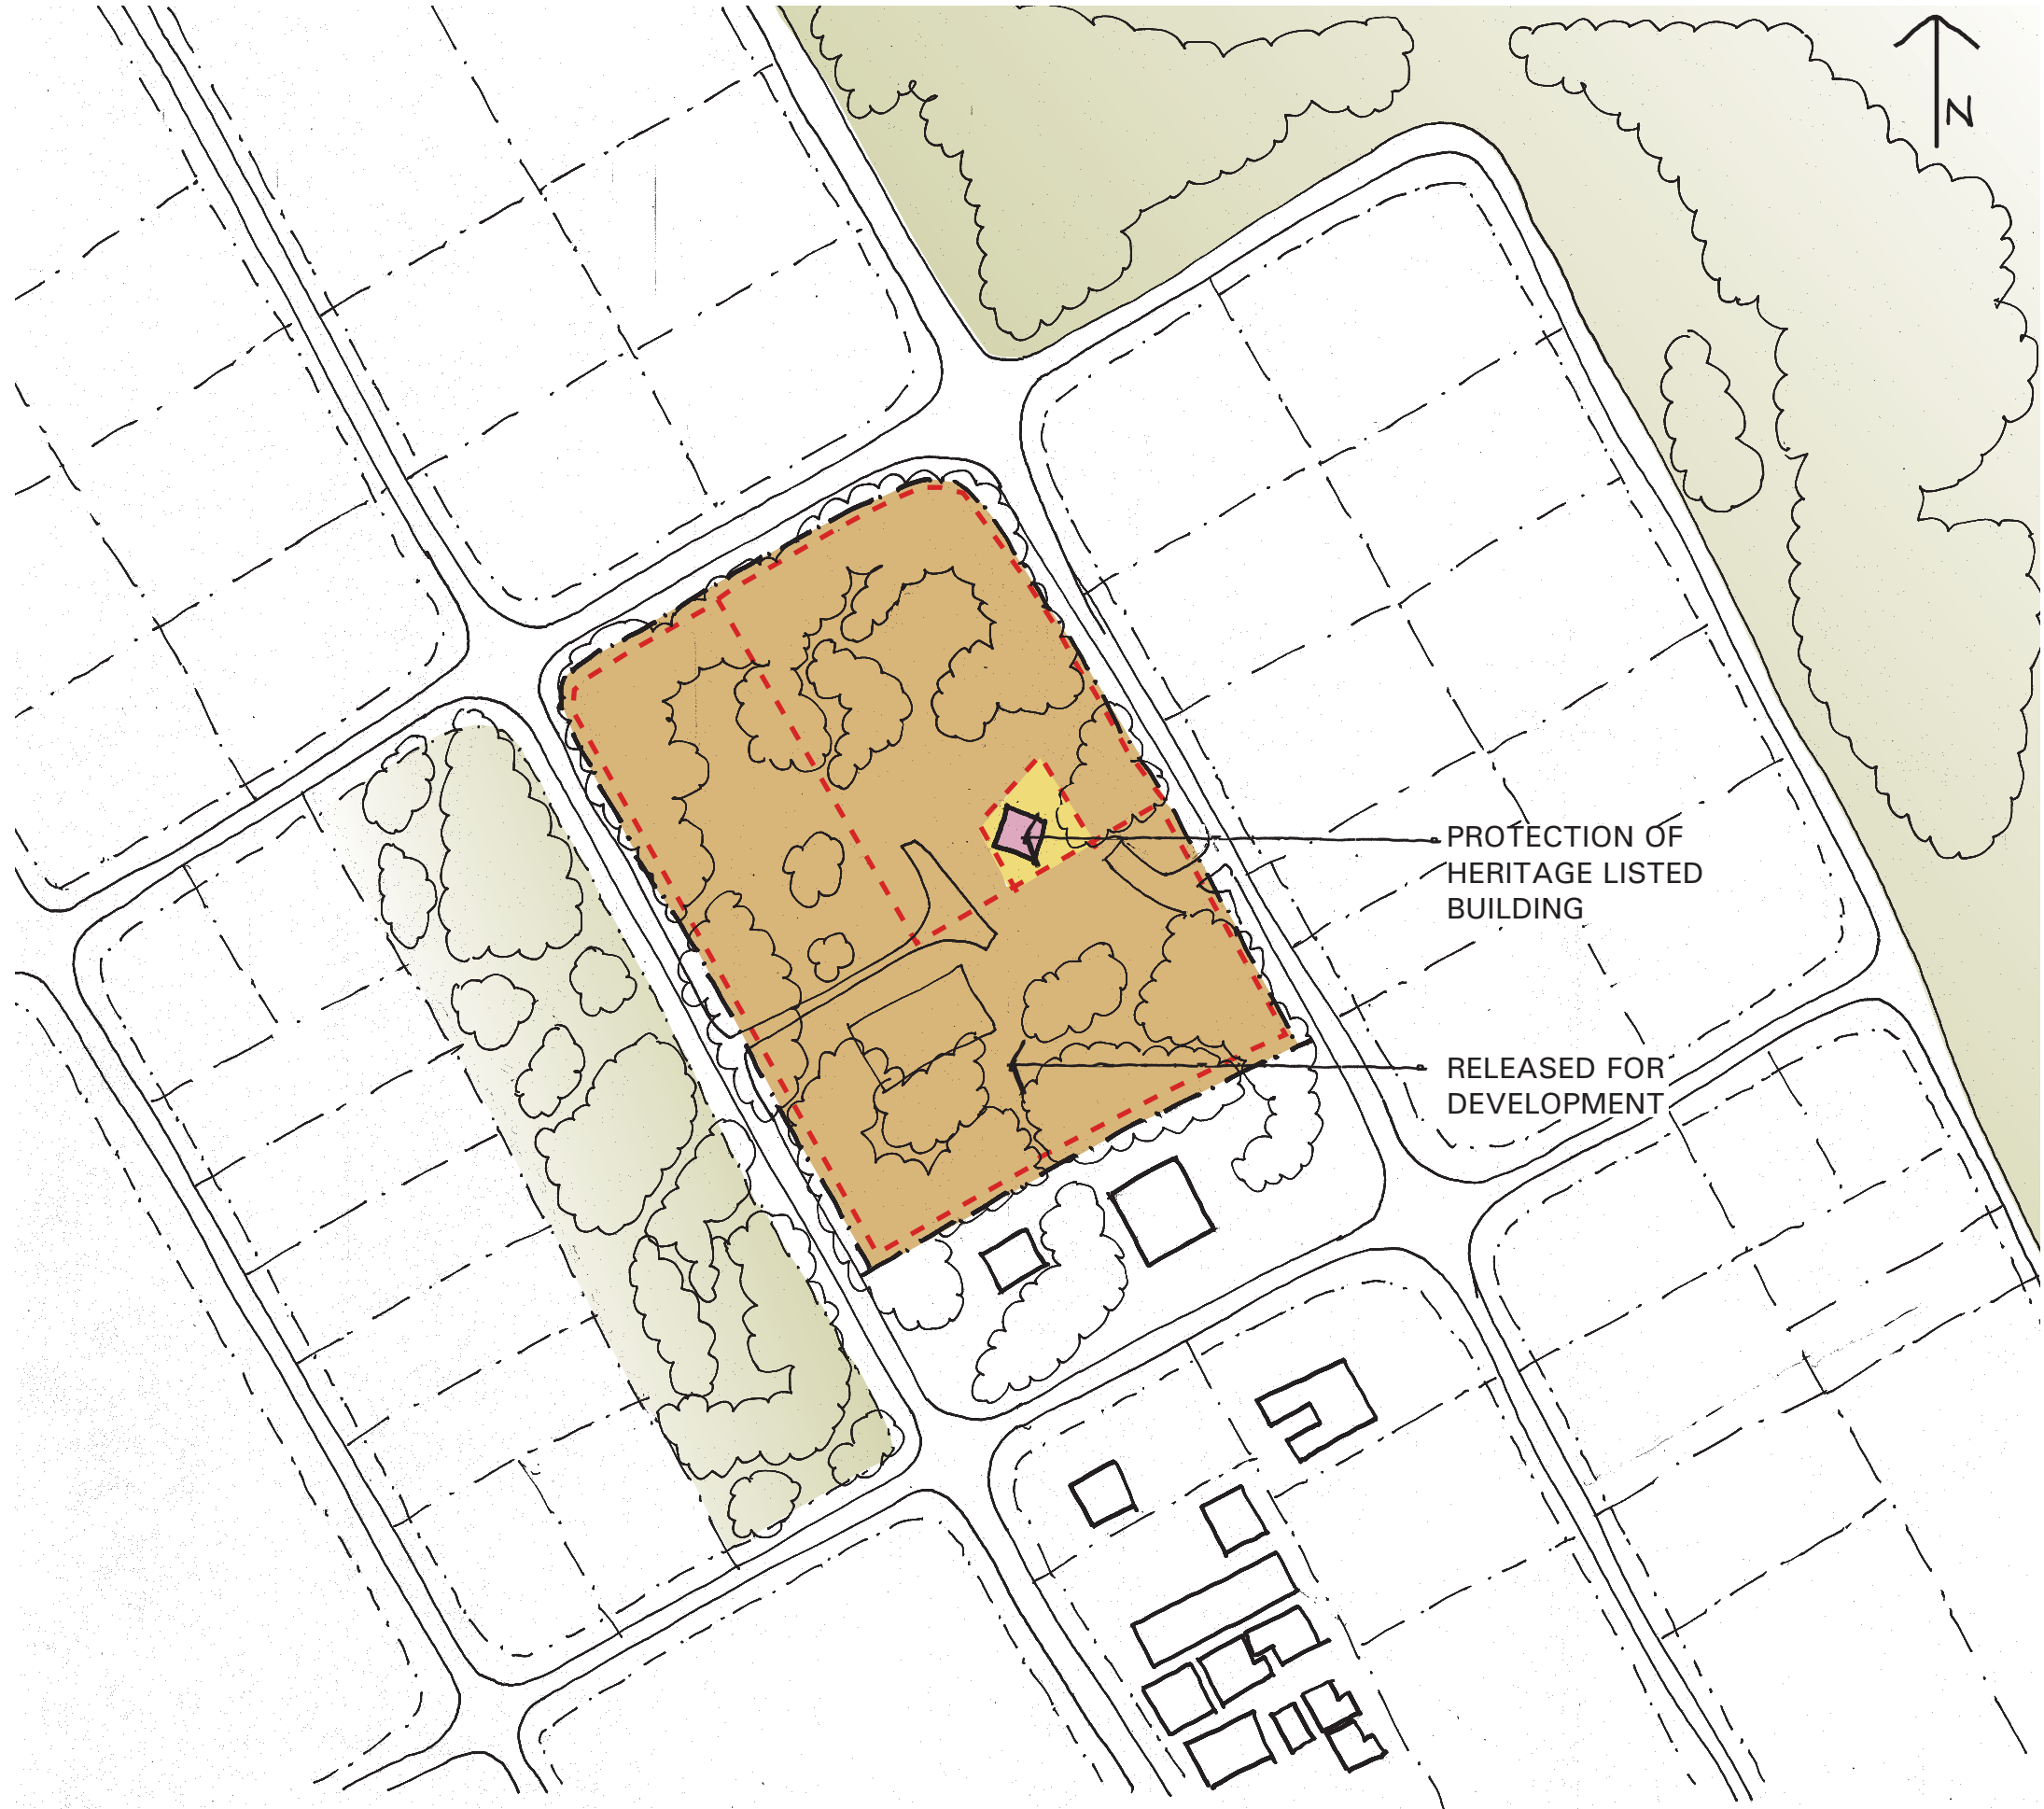 N
PROTECTION OF
HERITAGE LISTED
BUILDING
RELEASED FOR
DEVELOPMENT